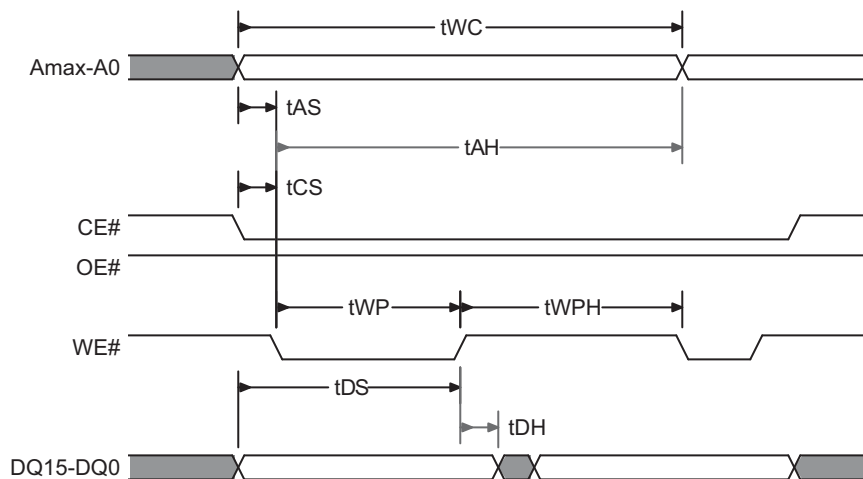 tWC
Amax-A0
tAS
tAH
tCS
CE#
OE#
tWP tWPH
WE#
tDS
tDH
DQ15-DQ0